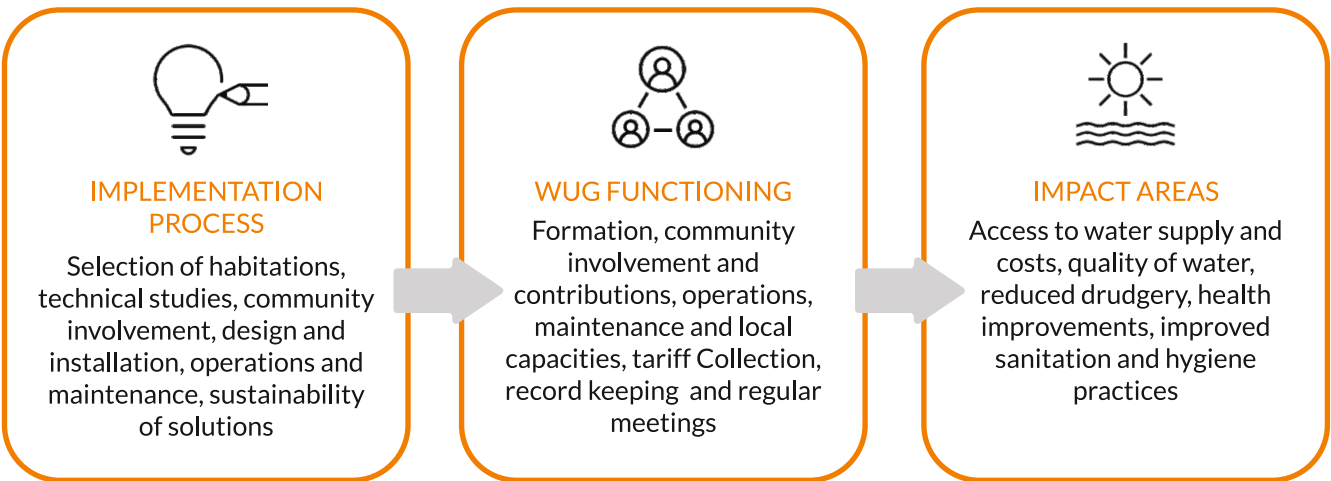 IMPLEMENTATION
PROCESS
Selection of habitations,
technical studies, community
involvement, design and
installation, operations and
maintenance, sustainability
of solutions
WUG FUNCTIONING
Formation, community
involvement and
contributions, operations,
maintenance and local
capacities, tariff Collection,
record keeping and regular
meetings
IMPACT AREAS
Access to water supply and
costs, quality of water,
reduced drudgery, health
improvements, improved
sanitation and hygiene
practices